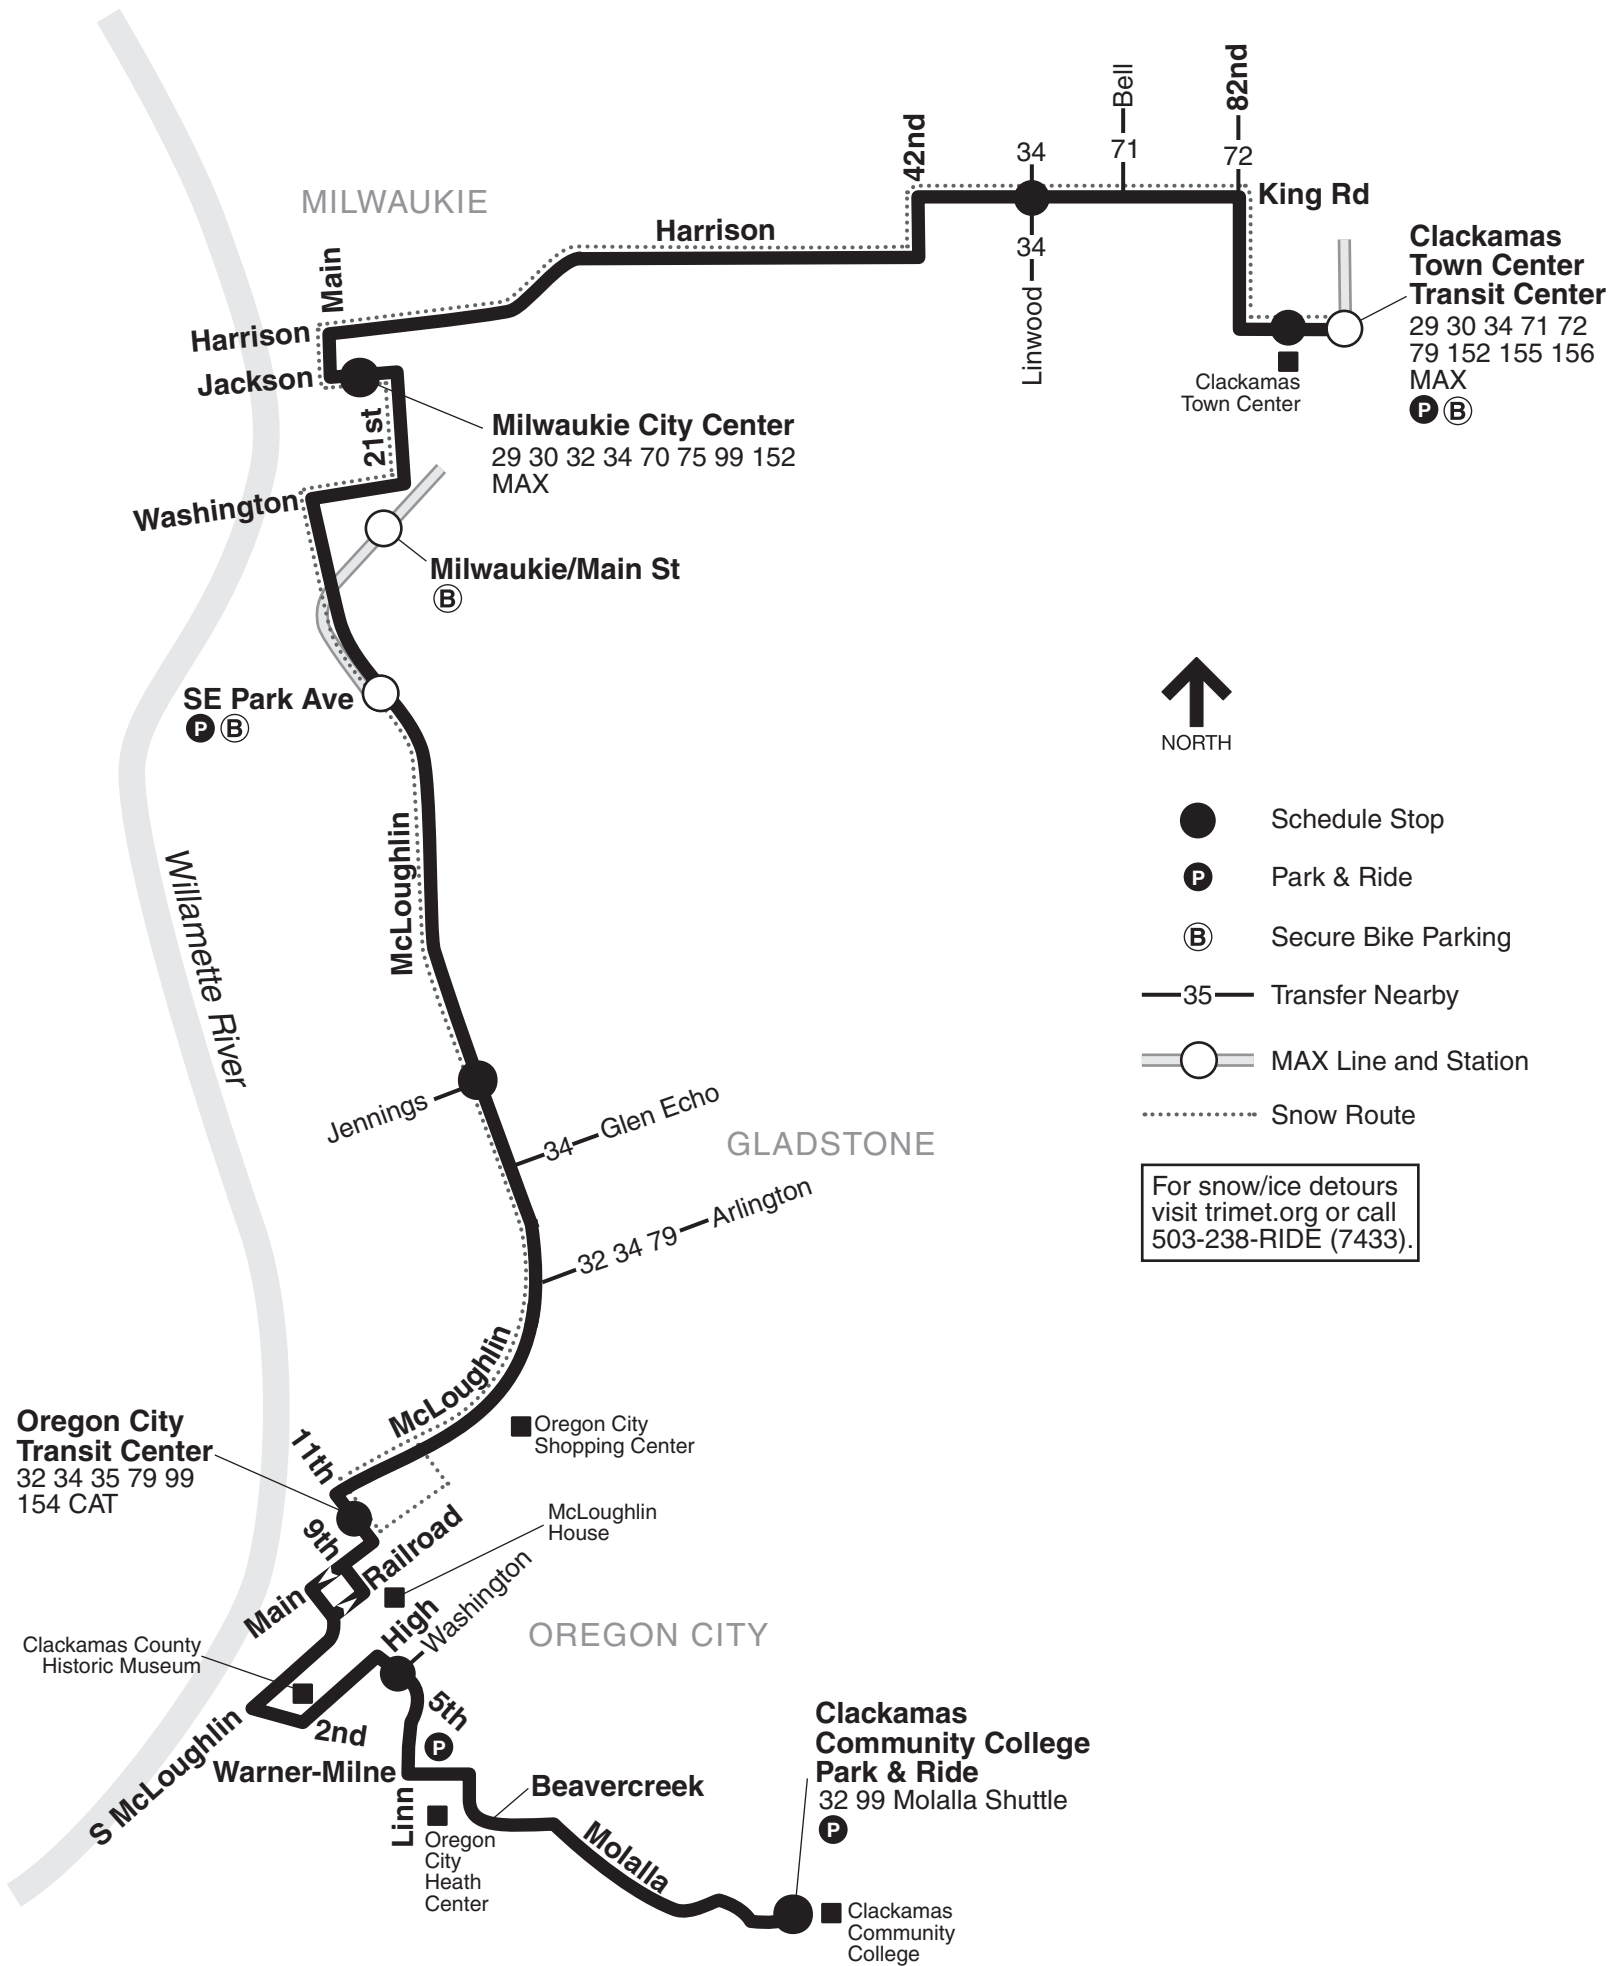 82nd
Bell
42nd
34
71
72
MILWAUKIE
King Rd
Harrison
34
Clackamas
Town Center
Transit Center
29 30 34 71 72
79 152 155 156
MAX
P B
Main
Linwood
Harrison
Jackson
Clackamas
Town Center
21st
Milwaukie City Center
29 30 32 34 70 75 99 152
MAX
Washington
Milwaukie/Main St
B
SE Park Ave
P B
NORTH
Schedule Stop
P Park & Ride
B Secure Bike Parking
35 Transfer Nearby
MAX Line and Station
Snow Route
For snow/ice detours
visit trimet.org or call
503-238-RIDE (7433).
McLoughlin
Willamette River
Jennings
34 Glen Echo
GLADSTONE
32 34 79 Arlington
McLoughlin
Oregon City
Shopping Center
Oregon City
Transit Center
32 34 35 79 99
154 CAT
11th
9th
Railroad
McLoughlin
House
Main
High
Washington
OREGON CITY
Clackamas County
Historic Museum
5th
P
2nd
S McLoughlin
Warner-Milne
Linn
Beavercreek
Oregon
City
Heath
Center
Molalla
Clackamas
Community College
Park & Ride
32 99 Molalla Shuttle
P
Clackamas
Community
College